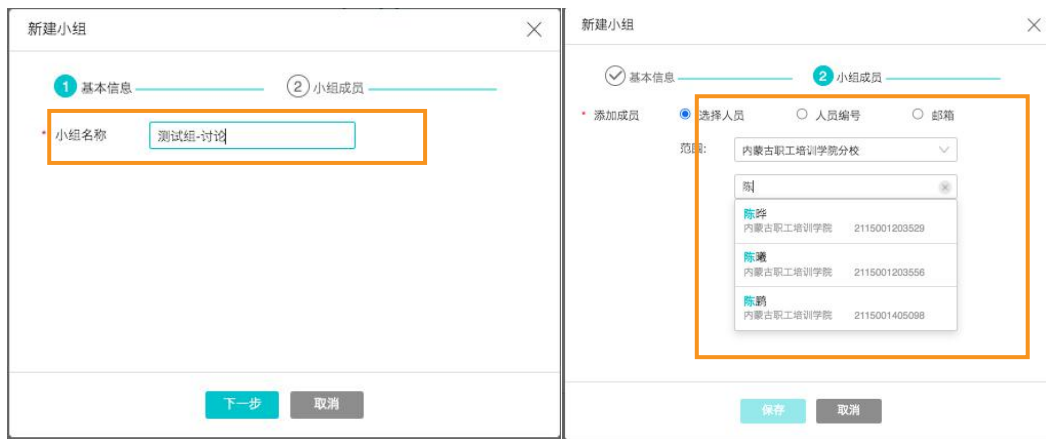 新建小组
1 基本信息 2 小组成员
* 小组名称 测试组-讨论
下一步 取消
新建小组
基本信息 2 小组成员
* 添加成员 选择人员 人员编号 邮箱
范围: 内蒙古职工培训学院分校
陈
陈晔
内蒙古职工培训学院 2115001203529
陈曦
内蒙古职工培训学院 2115001203556
陈鹏
内蒙古职工培训学院 2115001405098
保存 取消